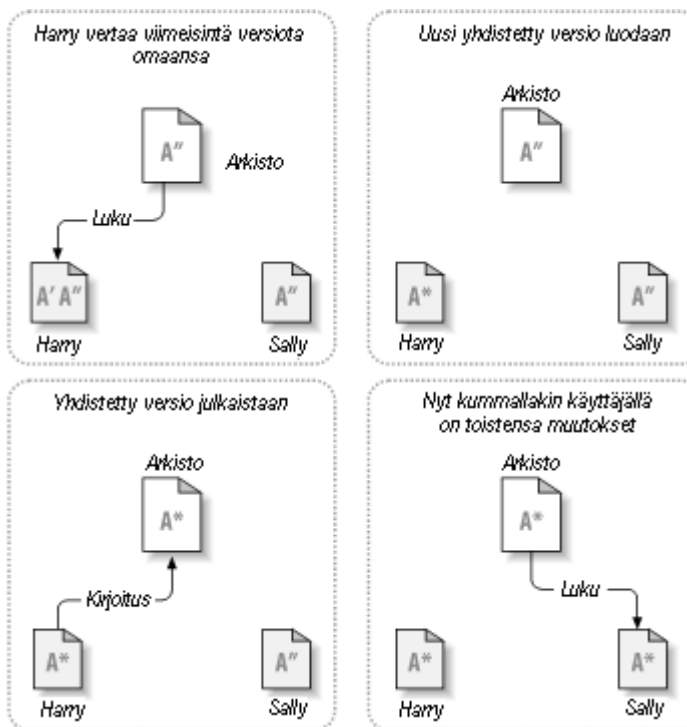 Harry vertaa viimeisintä versiota
omaansa
A"
Arkisto
Luku
A' A"
Harry
A"
Sally
Uusi yhdistetty versio luodaan
Arkisto
A"
A*
Harry
A"
Sally
Yhdistetty versio julkaistaan
Arkisto
A*
Kirjoitus
A*
Harry
A"
Sally
Nyt kummallakin käyttäjällä
on toistensa muutokset
Arkisto
A*
Luku
A*
Harry
A*
Sally